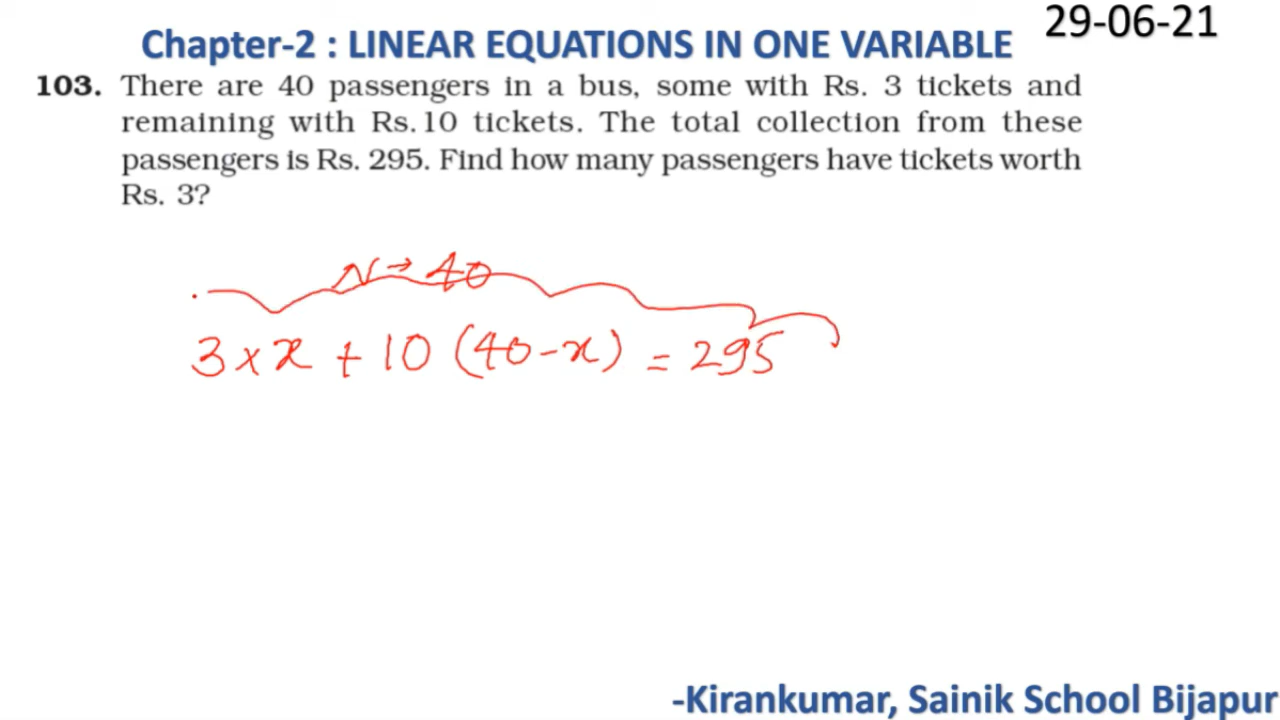 29-06-21
Chapter-2 : LINEAR EQUATIONS IN ONE VARIABLE
103. There are 40 passengers in a bus, some with Rs. 3 tickets and
remaining with Rs.10 tickets. The total collection from these
passengers is Rs. 295. Find how many passengers have tickets worth
Rs. 3?
N → 40
3 × x + 10 (40 - x) = 295
-Kirankumar, Sainik School Bijapur